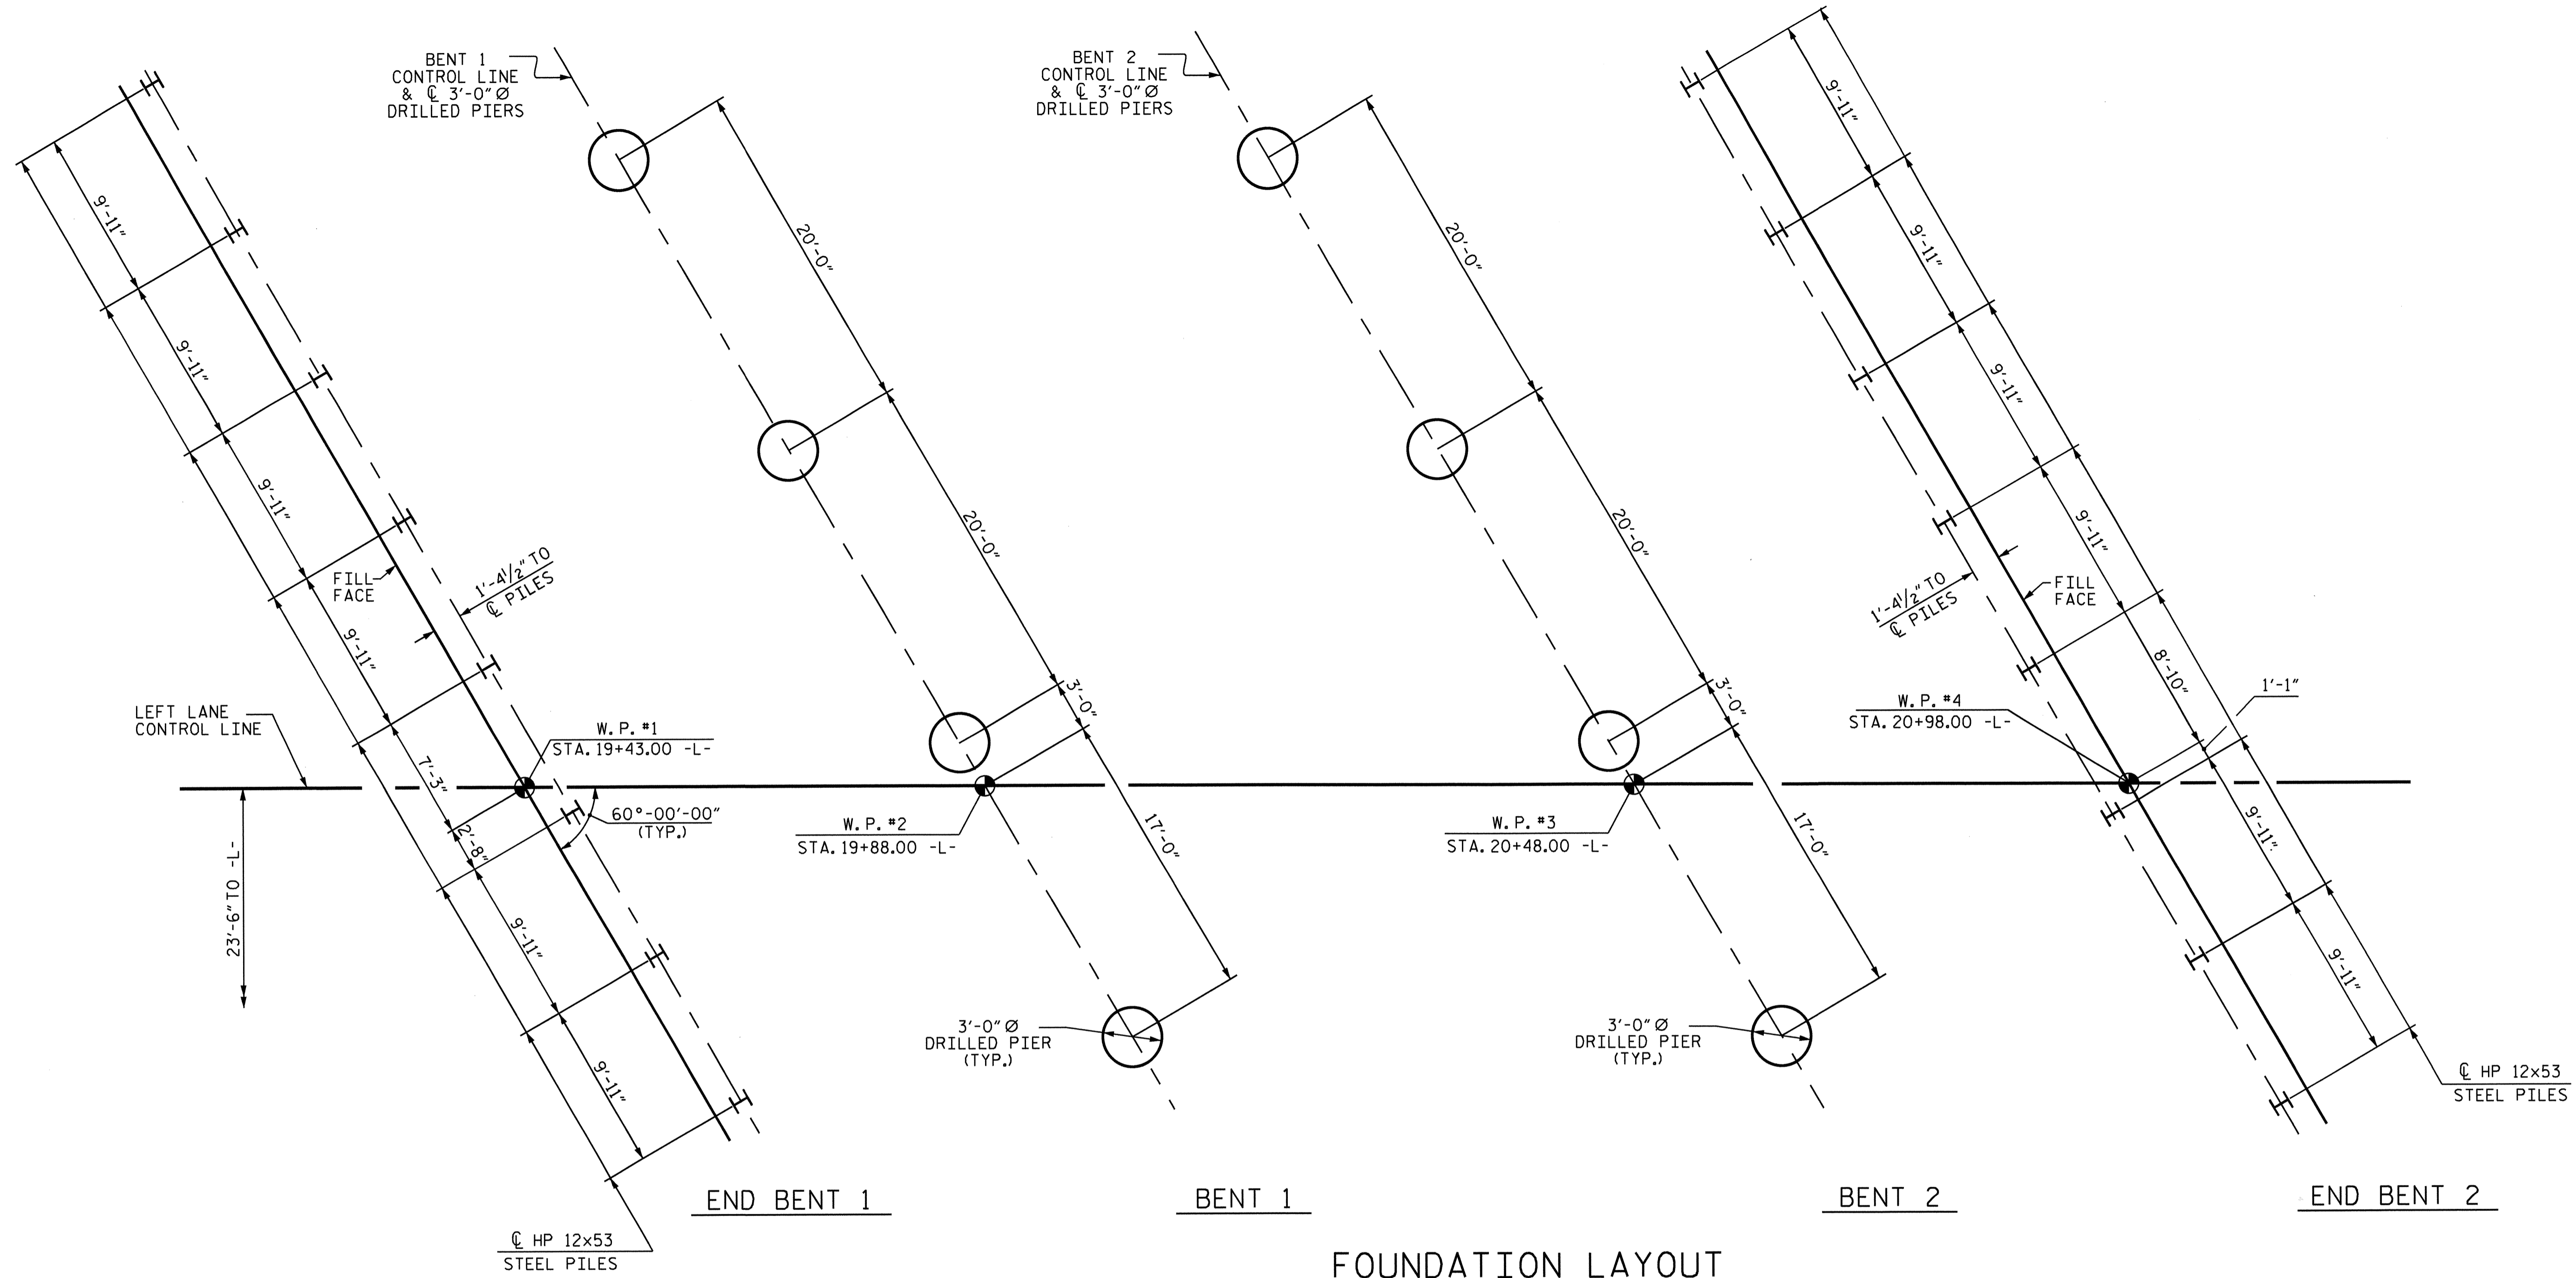 BENT 1
CONTROL LINE
& ℄ 3'-0" Ø
DRILLED PIERS
BENT 2
CONTROL LINE
& ℄ 3'-0" Ø
DRILLED PIERS
9'-11"
9'-11"
9'-11"
9'-11"
7'-3"
2'-8"
9'-11"
9'-11"
FILL
FACE
1'-4½" TO
℄ PILES
LEFT LANE
CONTROL LINE
23'-6" TO -L-
W.P. #1
STA. 19+43.00 -L-
60°-00'-00"
(TYP.)
℄ HP 12x53
STEEL PILES
END BENT 1
20'-0"
20'-0"
3'-0"
17'-0"
W.P. #2
STA. 19+88.00 -L-
3'-0" Ø
DRILLED PIER
(TYP.)
BENT 1
20'-0"
20'-0"
3'-0"
17'-0"
W.P. #3
STA. 20+48.00 -L-
3'-0" Ø
DRILLED PIER
(TYP.)
BENT 2
9'-11"
9'-11"
9'-11"
9'-11"
8'-10"
1'-1"
9'-11"
9'-11"
1'-4½" TO
℄ PILES
FILL
FACE
W.P. #4
STA. 20+98.00 -L-
℄ HP 12x53
STEEL PILES
END BENT 2
FOUNDATION LAYOUT